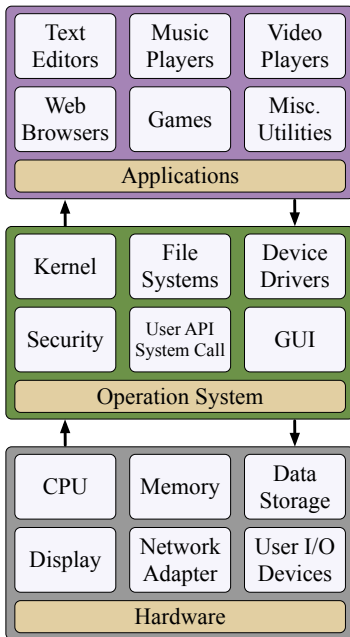 Text
Editors
Music
Players
Video
Players
Web
Browsers
Games
Misc.
Utilities
Applications
Kernel
File
Systems
Device
Drivers
Security
User API
System Call
GUI
Operation System
CPU
Memory
Data
Storage
Display
Network
Adapter
User I/O
Devices
Hardware